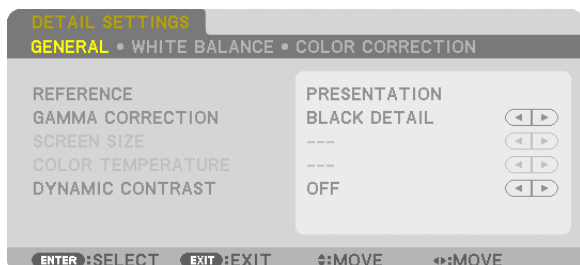 DETAIL SETTINGS
GENERAL • WHITE BALANCE • COLOR CORRECTION
REFERENCE PRESENTATION
GAMMA CORRECTION BLACK DETAIL
SCREEN SIZE ---
COLOR TEMPERATURE ---
DYNAMIC CONTRAST OFF
ENTER :SELECT EXIT :EXIT :MOVE :MOVE